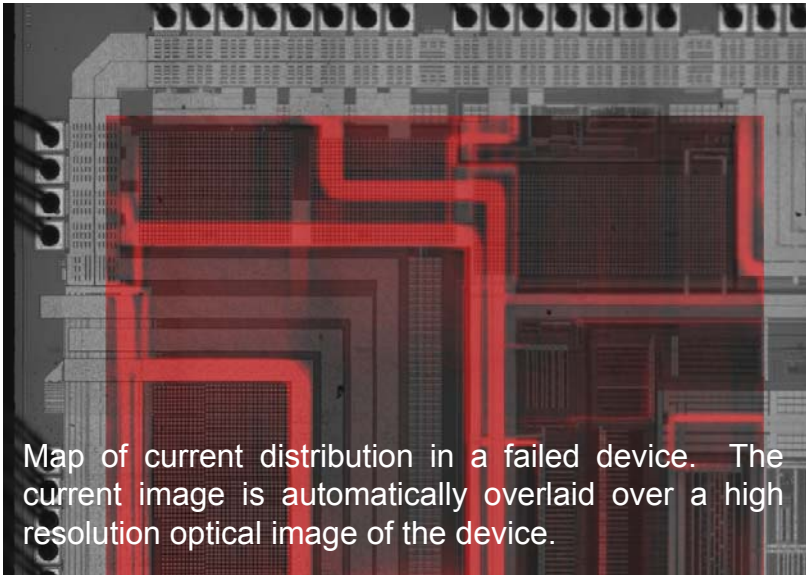 Map of current distribution in a failed device. The
current image is automatically overlaid over a high
resolution optical image of the device.